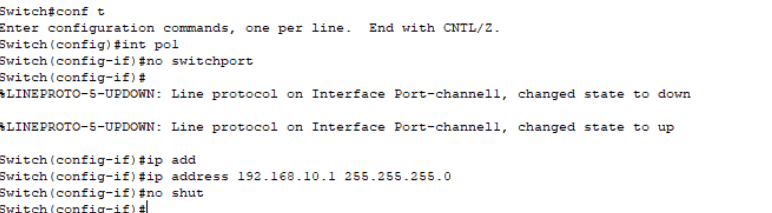 Switch#conf t
Enter configuration commands, one per line.  End with CNTL/Z.
Switch(config)#int po1
Switch(config-if)#no switchport
Switch(config-if)#
%LINEPROTO-5-UPDOWN: Line protocol on Interface Port-channel1, changed state to down
%LINEPROTO-5-UPDOWN: Line protocol on Interface Port-channel1, changed state to up
Switch(config-if)#ip add
Switch(config-if)#ip address 192.168.10.1 255.255.255.0
Switch(config-if)#no shut
Switch(config-if)#